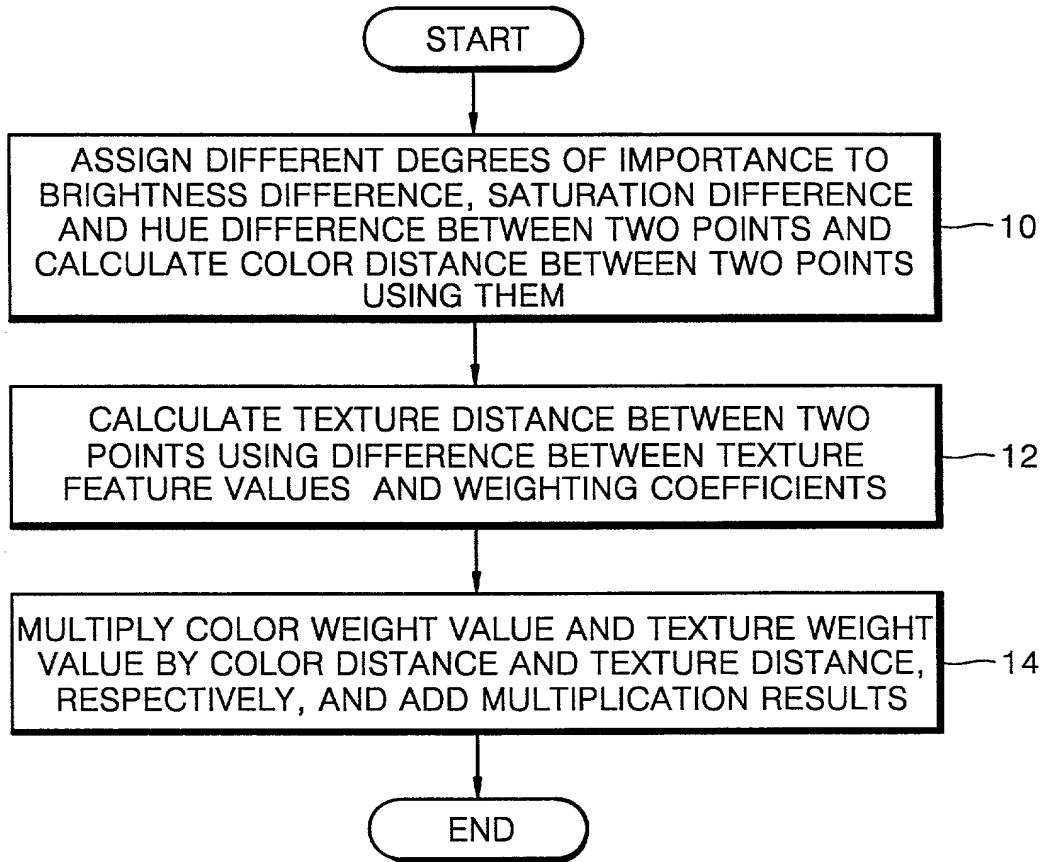 START
ASSIGN DIFFERENT DEGREES OF IMPORTANCE TO
BRIGHTNESS DIFFERENCE, SATURATION DIFFERENCE
AND HUE DIFFERENCE BETWEEN TWO POINTS AND
CALCULATE COLOR DISTANCE BETWEEN TWO POINTS
USING THEM
10
CALCULATE TEXTURE DISTANCE BETWEEN TWO
POINTS USING DIFFERENCE BETWEEN TEXTURE
FEATURE VALUES AND WEIGHTING COEFFICIENTS
12
MULTIPLY COLOR WEIGHT VALUE AND TEXTURE WEIGHT
VALUE BY COLOR DISTANCE AND TEXTURE DISTANCE,
RESPECTIVELY, AND ADD MULTIPLICATION RESULTS
14
END